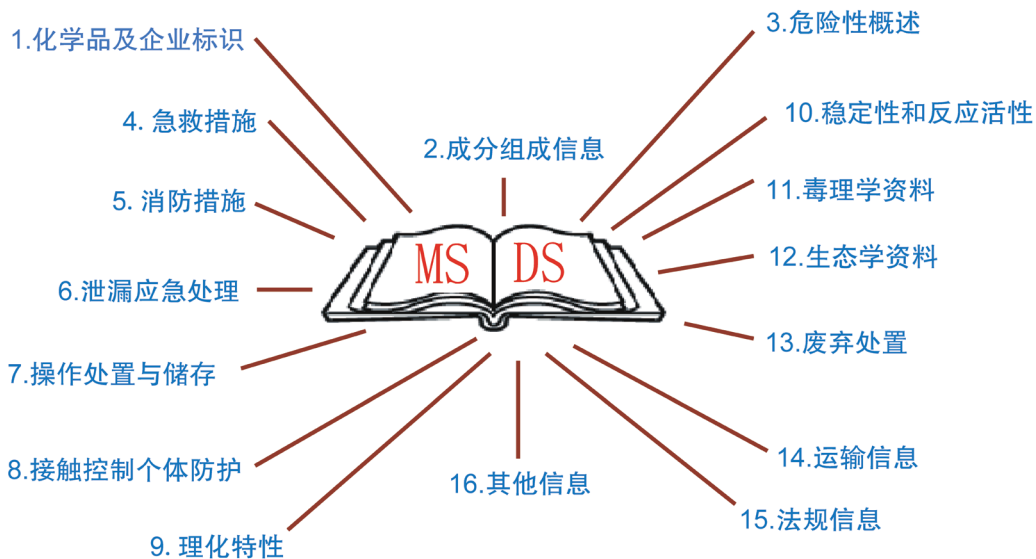 1.化学品及企业标识
2.成分组成信息
3.危险性概述
4. 急救措施
5. 消防措施
6.泄漏应急处理
7.操作处置与储存
8.接触控制个体防护
9. 理化特性
10.稳定性和反应活性
11.毒理学资料
12.生态学资料
13.废弃处置
14.运输信息
15.法规信息
16.其他信息
MS DS